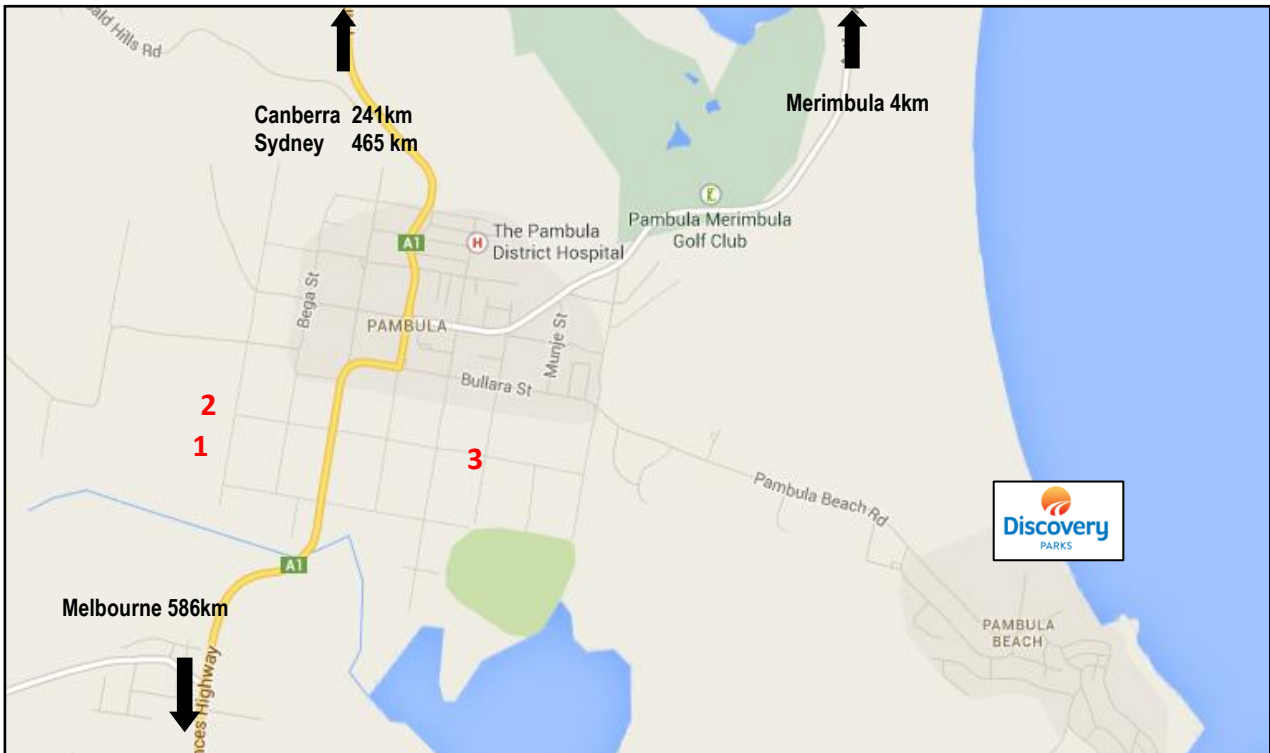 Bald Hills Rd
Canberra 241km
Sydney 465 km
Merimbula 4km
Pambula Merimbula
Golf Club
The Pambula
District Hospital
A1
Bega St
PAMBULA
Munje St
Bullara St
2
1
3
Pambula Beach Rd
Discovery
PARKS
A1
Melbourne 586km
PAMBULA
BEACH
Highway